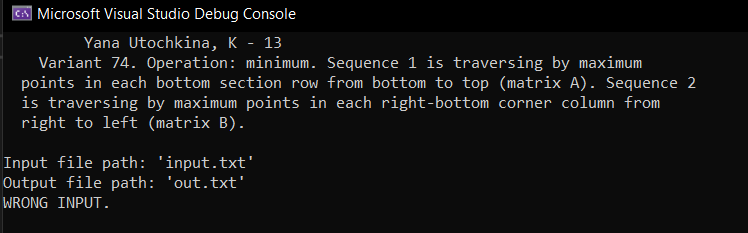 Microsoft Visual Studio Debug Console
Yana Utochkina, K - 13
Variant 74. Operation: minimum. Sequence 1 is traversing by maximum
points in each bottom section row from bottom to top (matrix A). Sequence 2
is traversing by maximum points in each right-bottom corner column from
right to left (matrix B).
Input file path: 'input.txt'
Output file path: 'out.txt'
WRONG INPUT.